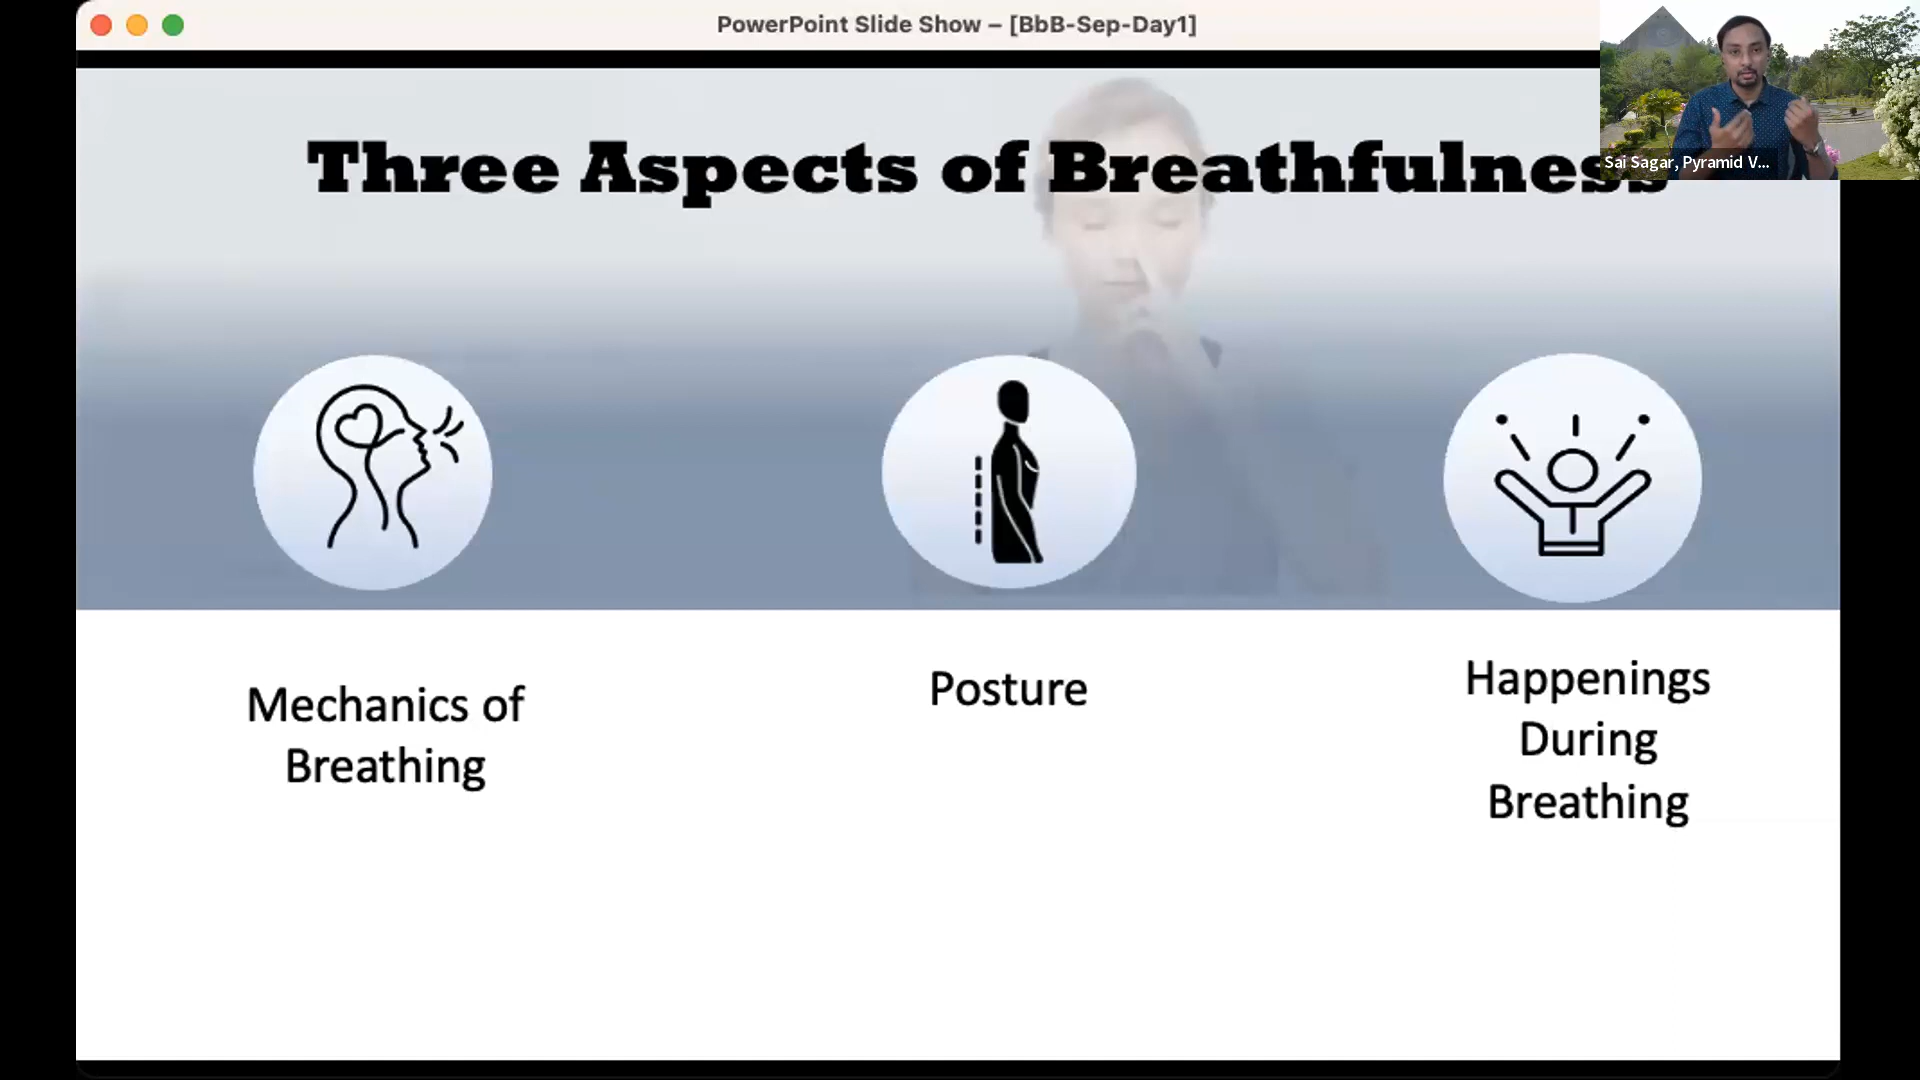 PowerPoint Slide Show – [BbB-Sep-Day1]
Sai Sagar, Pyramid V...
Three Aspects of Breathfulness
Mechanics of
Breathing
Posture
Happenings
During
Breathing